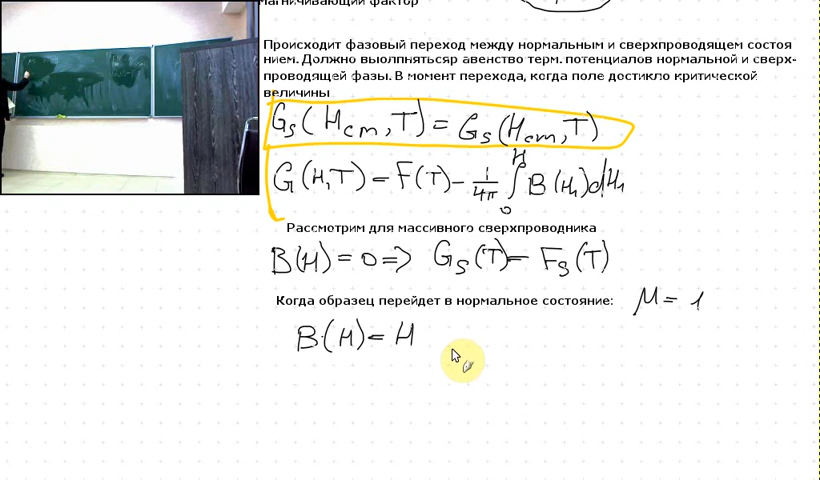 магничивающий фактор
Происходит фазовый переход между нормальным и сверхпроводящем состоя
нием. Должно выюлпняться равенство терм. потенциалов нормальной и сверх-
проводящей фазы. В момент перехода, когда поле достикло критической
величины
Gs(Hcm,T)=Gs(Hcm,T)
G(H,T)=F(T)-1/4π∫₀ᴴB(H₁)dH₁
Рассмотрим для массивного сверхпроводника
B(H)=0=> Gs(T)=Fs(T)
Когда образец перейдет в нормальное состояние: M=1
B(H)=H